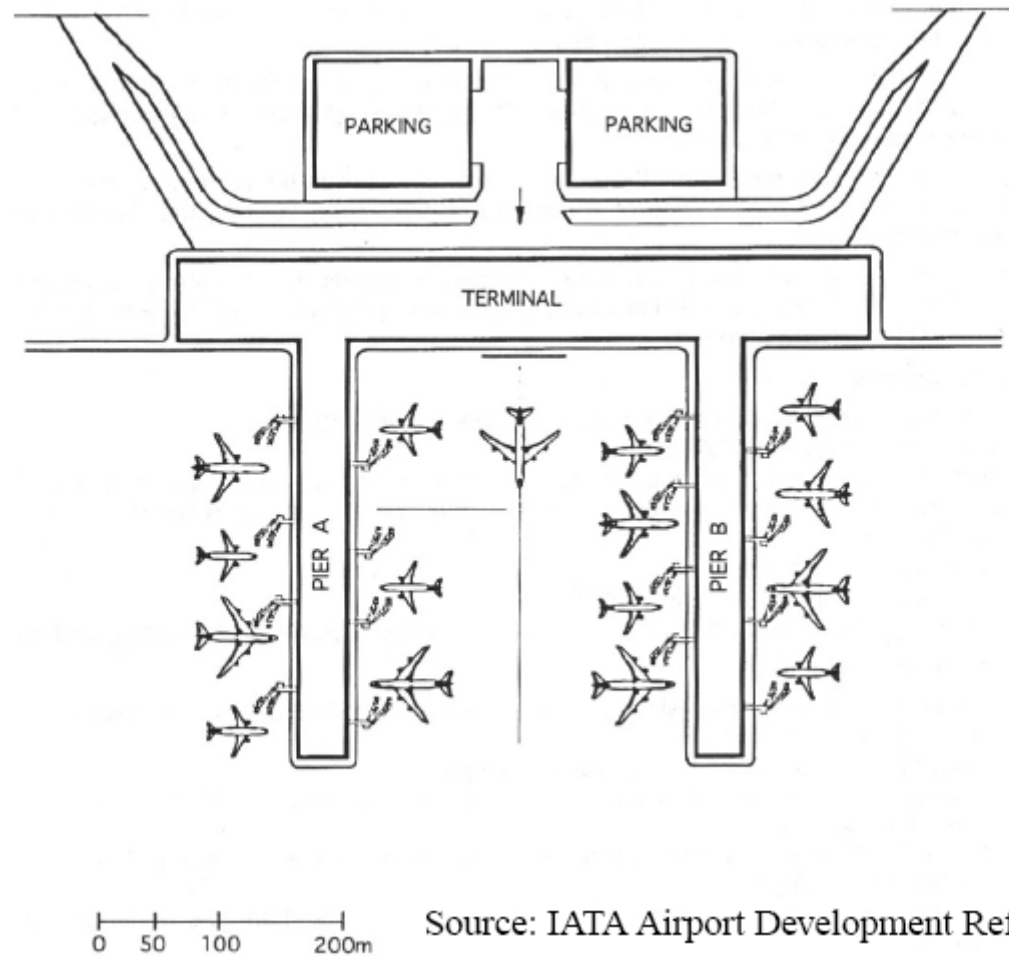 PARKING
PARKING
TERMINAL
PIER A
PIER B
0 50 100 200m
Source: IATA Airport Development Ref